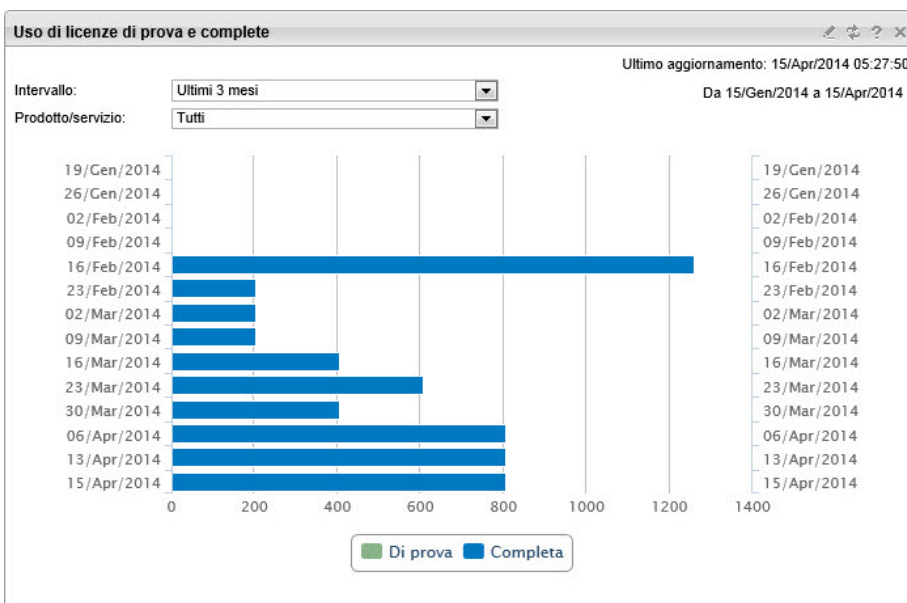 Uso di licenze di prova e complete
Ultimo aggiornamento: 15/Apr/2014 05:27:50
Intervallo: Ultimi 3 mesi Da 15/Gen/2014 a 15/Apr/2014
Prodotto/servizio: Tutti
19/Gen/2014 19/Gen/2014
26/Gen/2014 26/Gen/2014
02/Feb/2014 02/Feb/2014
09/Feb/2014 09/Feb/2014
16/Feb/2014 16/Feb/2014
23/Feb/2014 23/Feb/2014
02/Mar/2014 02/Mar/2014
09/Mar/2014 09/Mar/2014
16/Mar/2014 16/Mar/2014
23/Mar/2014 23/Mar/2014
30/Mar/2014 30/Mar/2014
06/Apr/2014 06/Apr/2014
13/Apr/2014 13/Apr/2014
15/Apr/2014 15/Apr/2014
0 200 400 600 800 1000 1200 1400
Di prova Completa